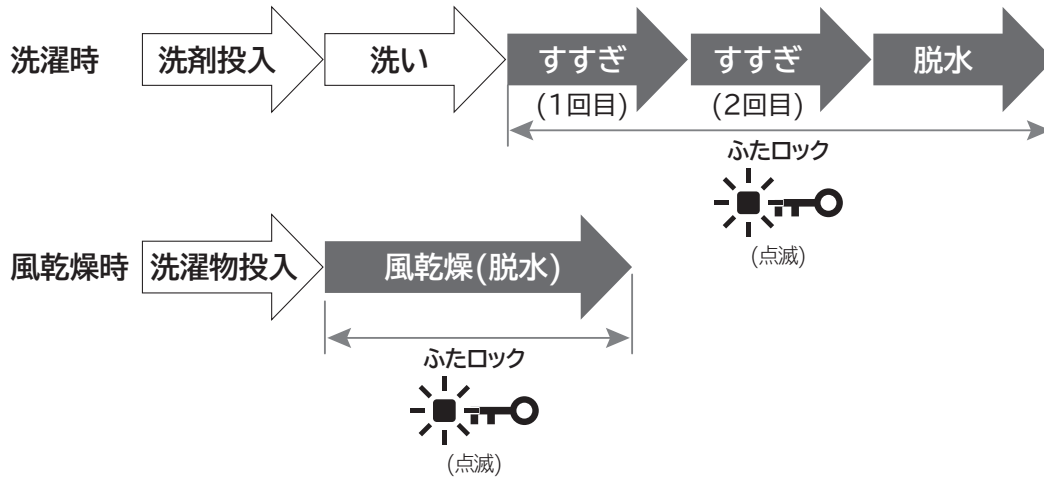 洗濯時 洗剤投入 洗い すすぎ すすぎ 脱水
(1回目) (2回目)
ふたロック
(点滅)
風乾燥時 洗濯物投入 風乾燥(脱水)
ふたロック
(点滅)